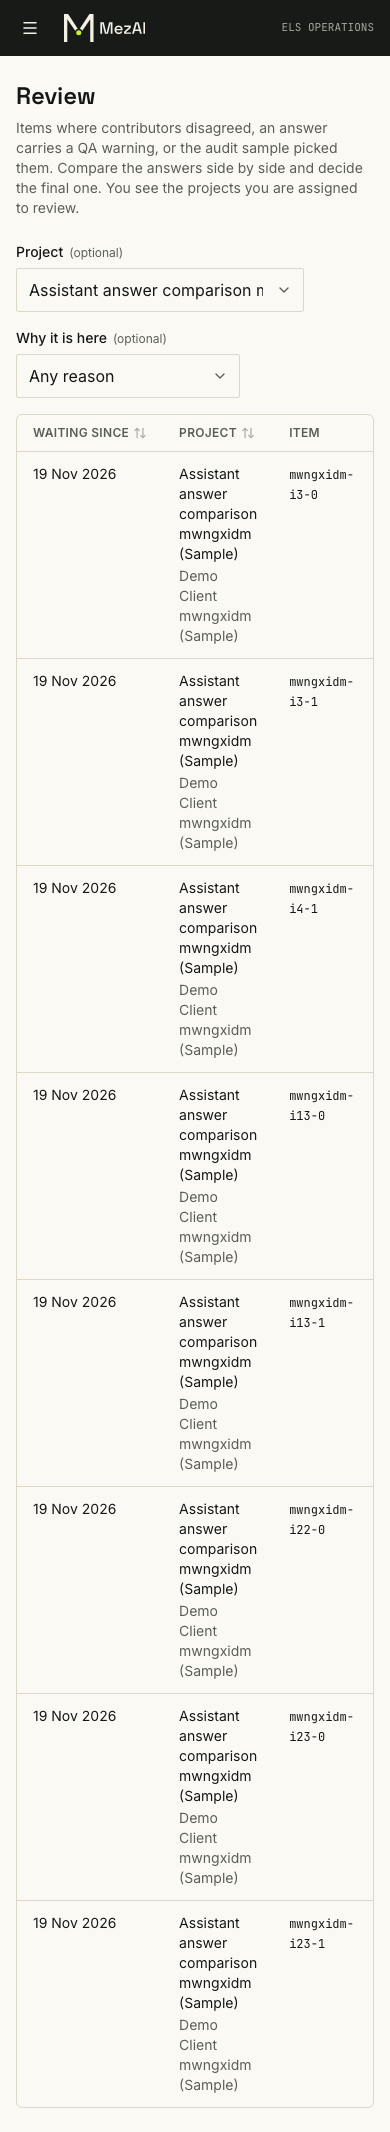 MezAI
ELS OPERATIONS
Review
Items where contributors disagreed, an answer
carries a QA warning, or the audit sample picked
them. Compare the answers side by side and decide
the final one. You see the projects you are assigned
to review.
Project (optional)
Assistant answer comparison
Why it is here (optional)
Any reason
WAITING SINCE PROJECT ITEM
19 Nov 2026 Assistant mwngxidm-
answer i3-0
comparison
mwngxidm
(Sample)
Demo
Client
mwngxidm
(Sample)
19 Nov 2026 Assistant mwngxidm-
answer i3-1
comparison
mwngxidm
(Sample)
Demo
Client
mwngxidm
(Sample)
19 Nov 2026 Assistant mwngxidm-
answer i4-1
comparison
mwngxidm
(Sample)
Demo
Client
mwngxidm
(Sample)
19 Nov 2026 Assistant mwngxidm-
answer i13-0
comparison
mwngxidm
(Sample)
Demo
Client
mwngxidm
(Sample)
19 Nov 2026 Assistant mwngxidm-
answer i13-1
comparison
mwngxidm
(Sample)
Demo
Client
mwngxidm
(Sample)
19 Nov 2026 Assistant mwngxidm-
answer i22-0
comparison
mwngxidm
(Sample)
Demo
Client
mwngxidm
(Sample)
19 Nov 2026 Assistant mwngxidm-
answer i23-0
comparison
mwngxidm
(Sample)
Demo
Client
mwngxidm
(Sample)
19 Nov 2026 Assistant mwngxidm-
answer i23-1
comparison
mwngxidm
(Sample)
Demo
Client
mwngxidm
(Sample)